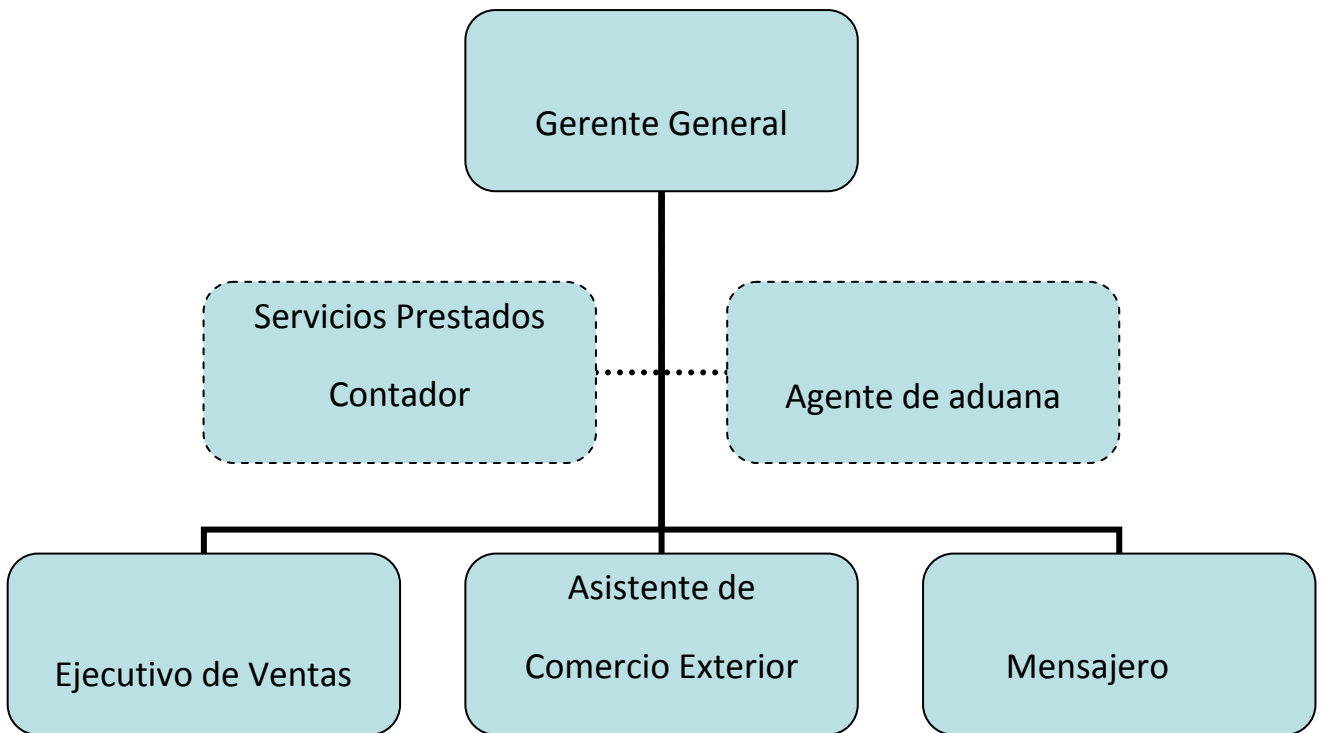 Gerente General
Servicios Prestados
Contador
Agente de aduana
Ejecutivo de Ventas
Asistente de
Comercio Exterior
Mensajero